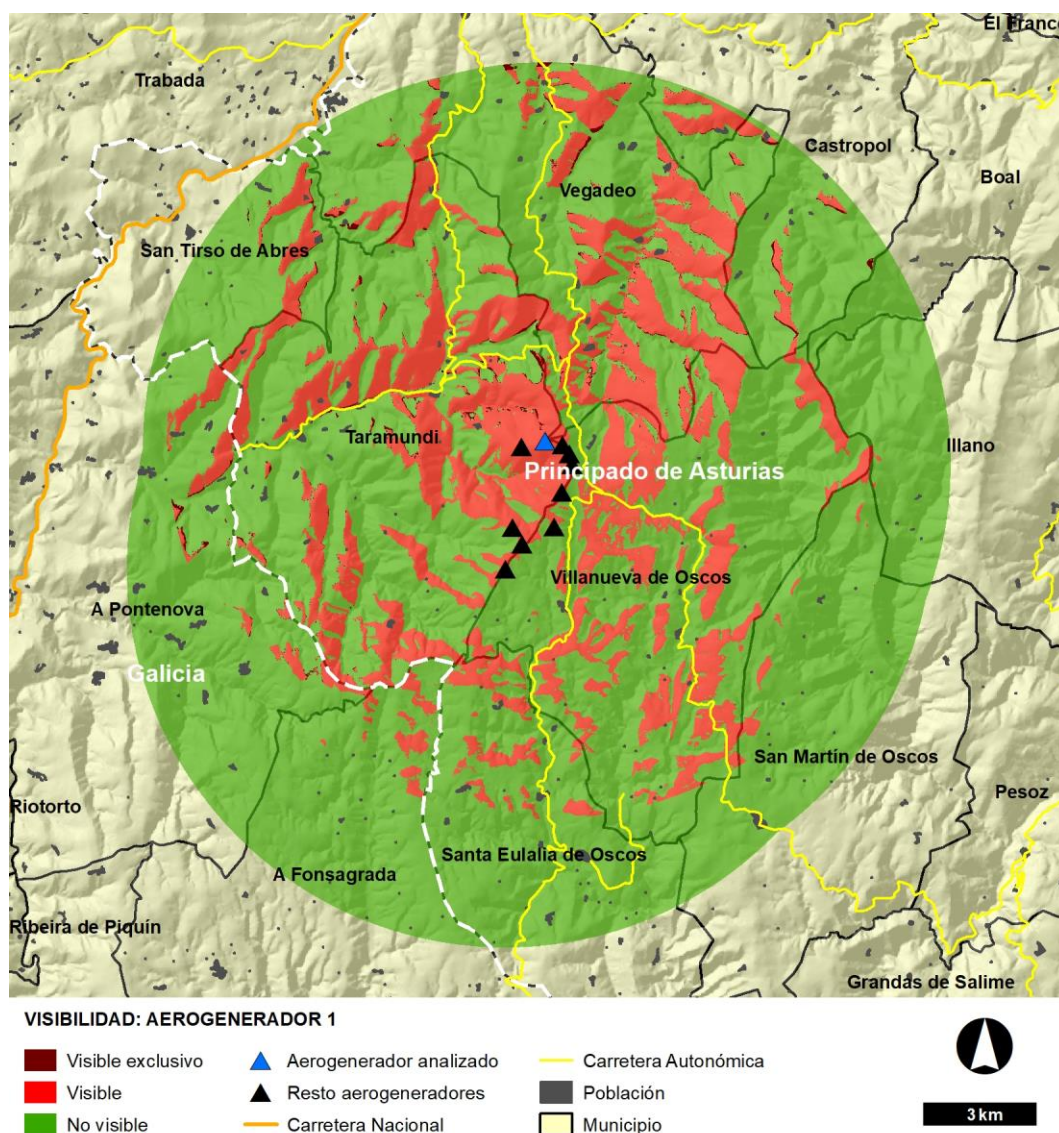 El Franco
Trabada
Castropol
Boal
Vegadeo
San Tirso de Abres
Taramundi
Illano
Principado de Asturias
Villanueva de Oscos
A Pontenova
Galicia
San Martín de Oscos
Pesoz
Riotorto
Santa Eulalia de Oscos
A Fonsagrada
Ribeira de Piquín
Grandas de Salime
VISIBILIDAD: AEROGENERADOR 1
Visible exclusivo
Aerogenerador analizado
Carretera Autonómica
Visible
Resto aerogeneradores
Población
No visible
Carretera Nacional
Municipio
3 km